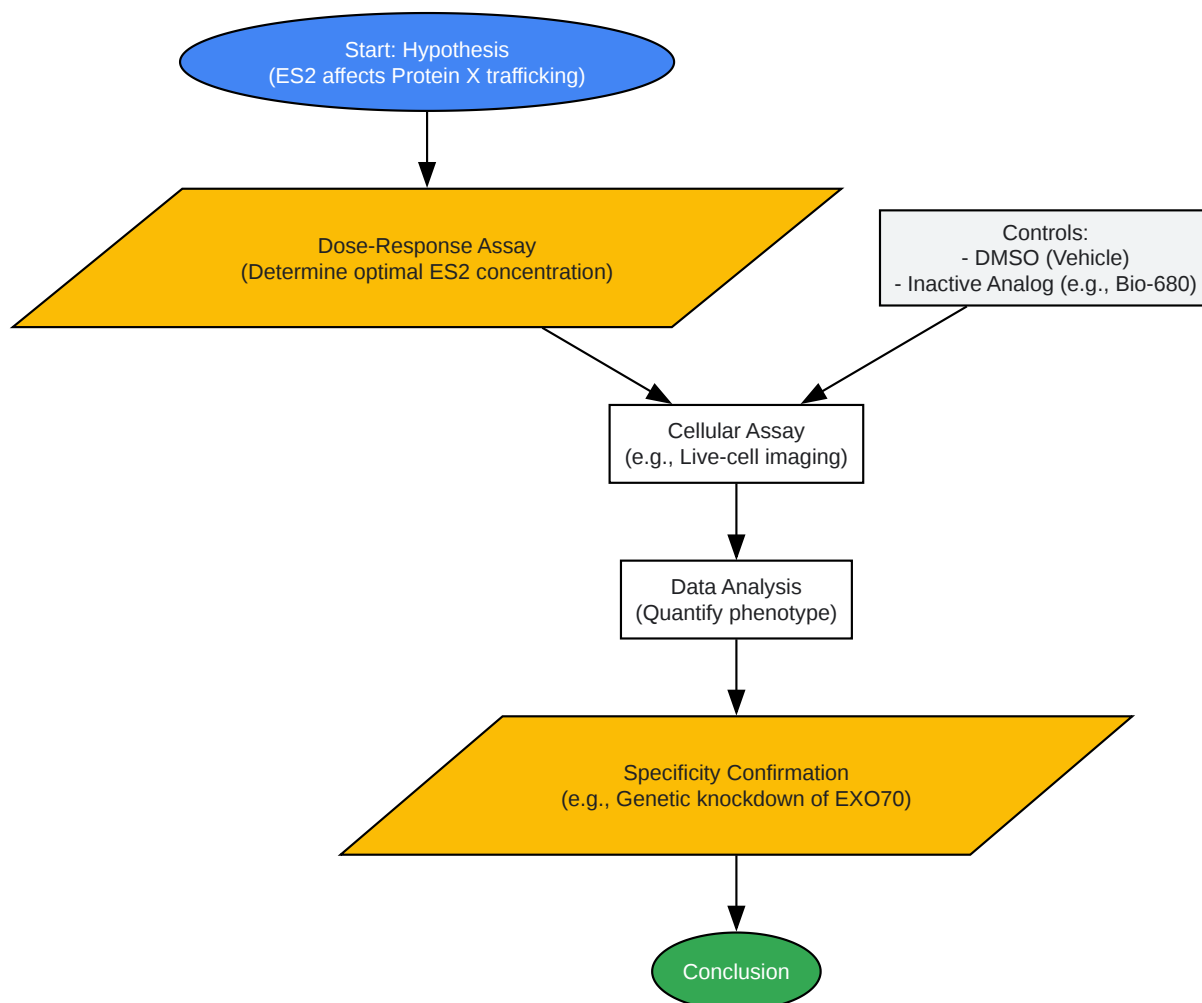 Start: Hypothesis
(ES2 affects Protein X trafficking)
Dose-Response Assay
(Determine optimal ES2 concentration)
Controls:
- DMSO (Vehicle)
- Inactive Analog (e.g., Bio-680)
Cellular Assay
(e.g., Live-cell imaging)
Data Analysis
(Quantify phenotype)
Specificity Confirmation
(e.g., Genetic knockdown of EXO70)
Conclusion